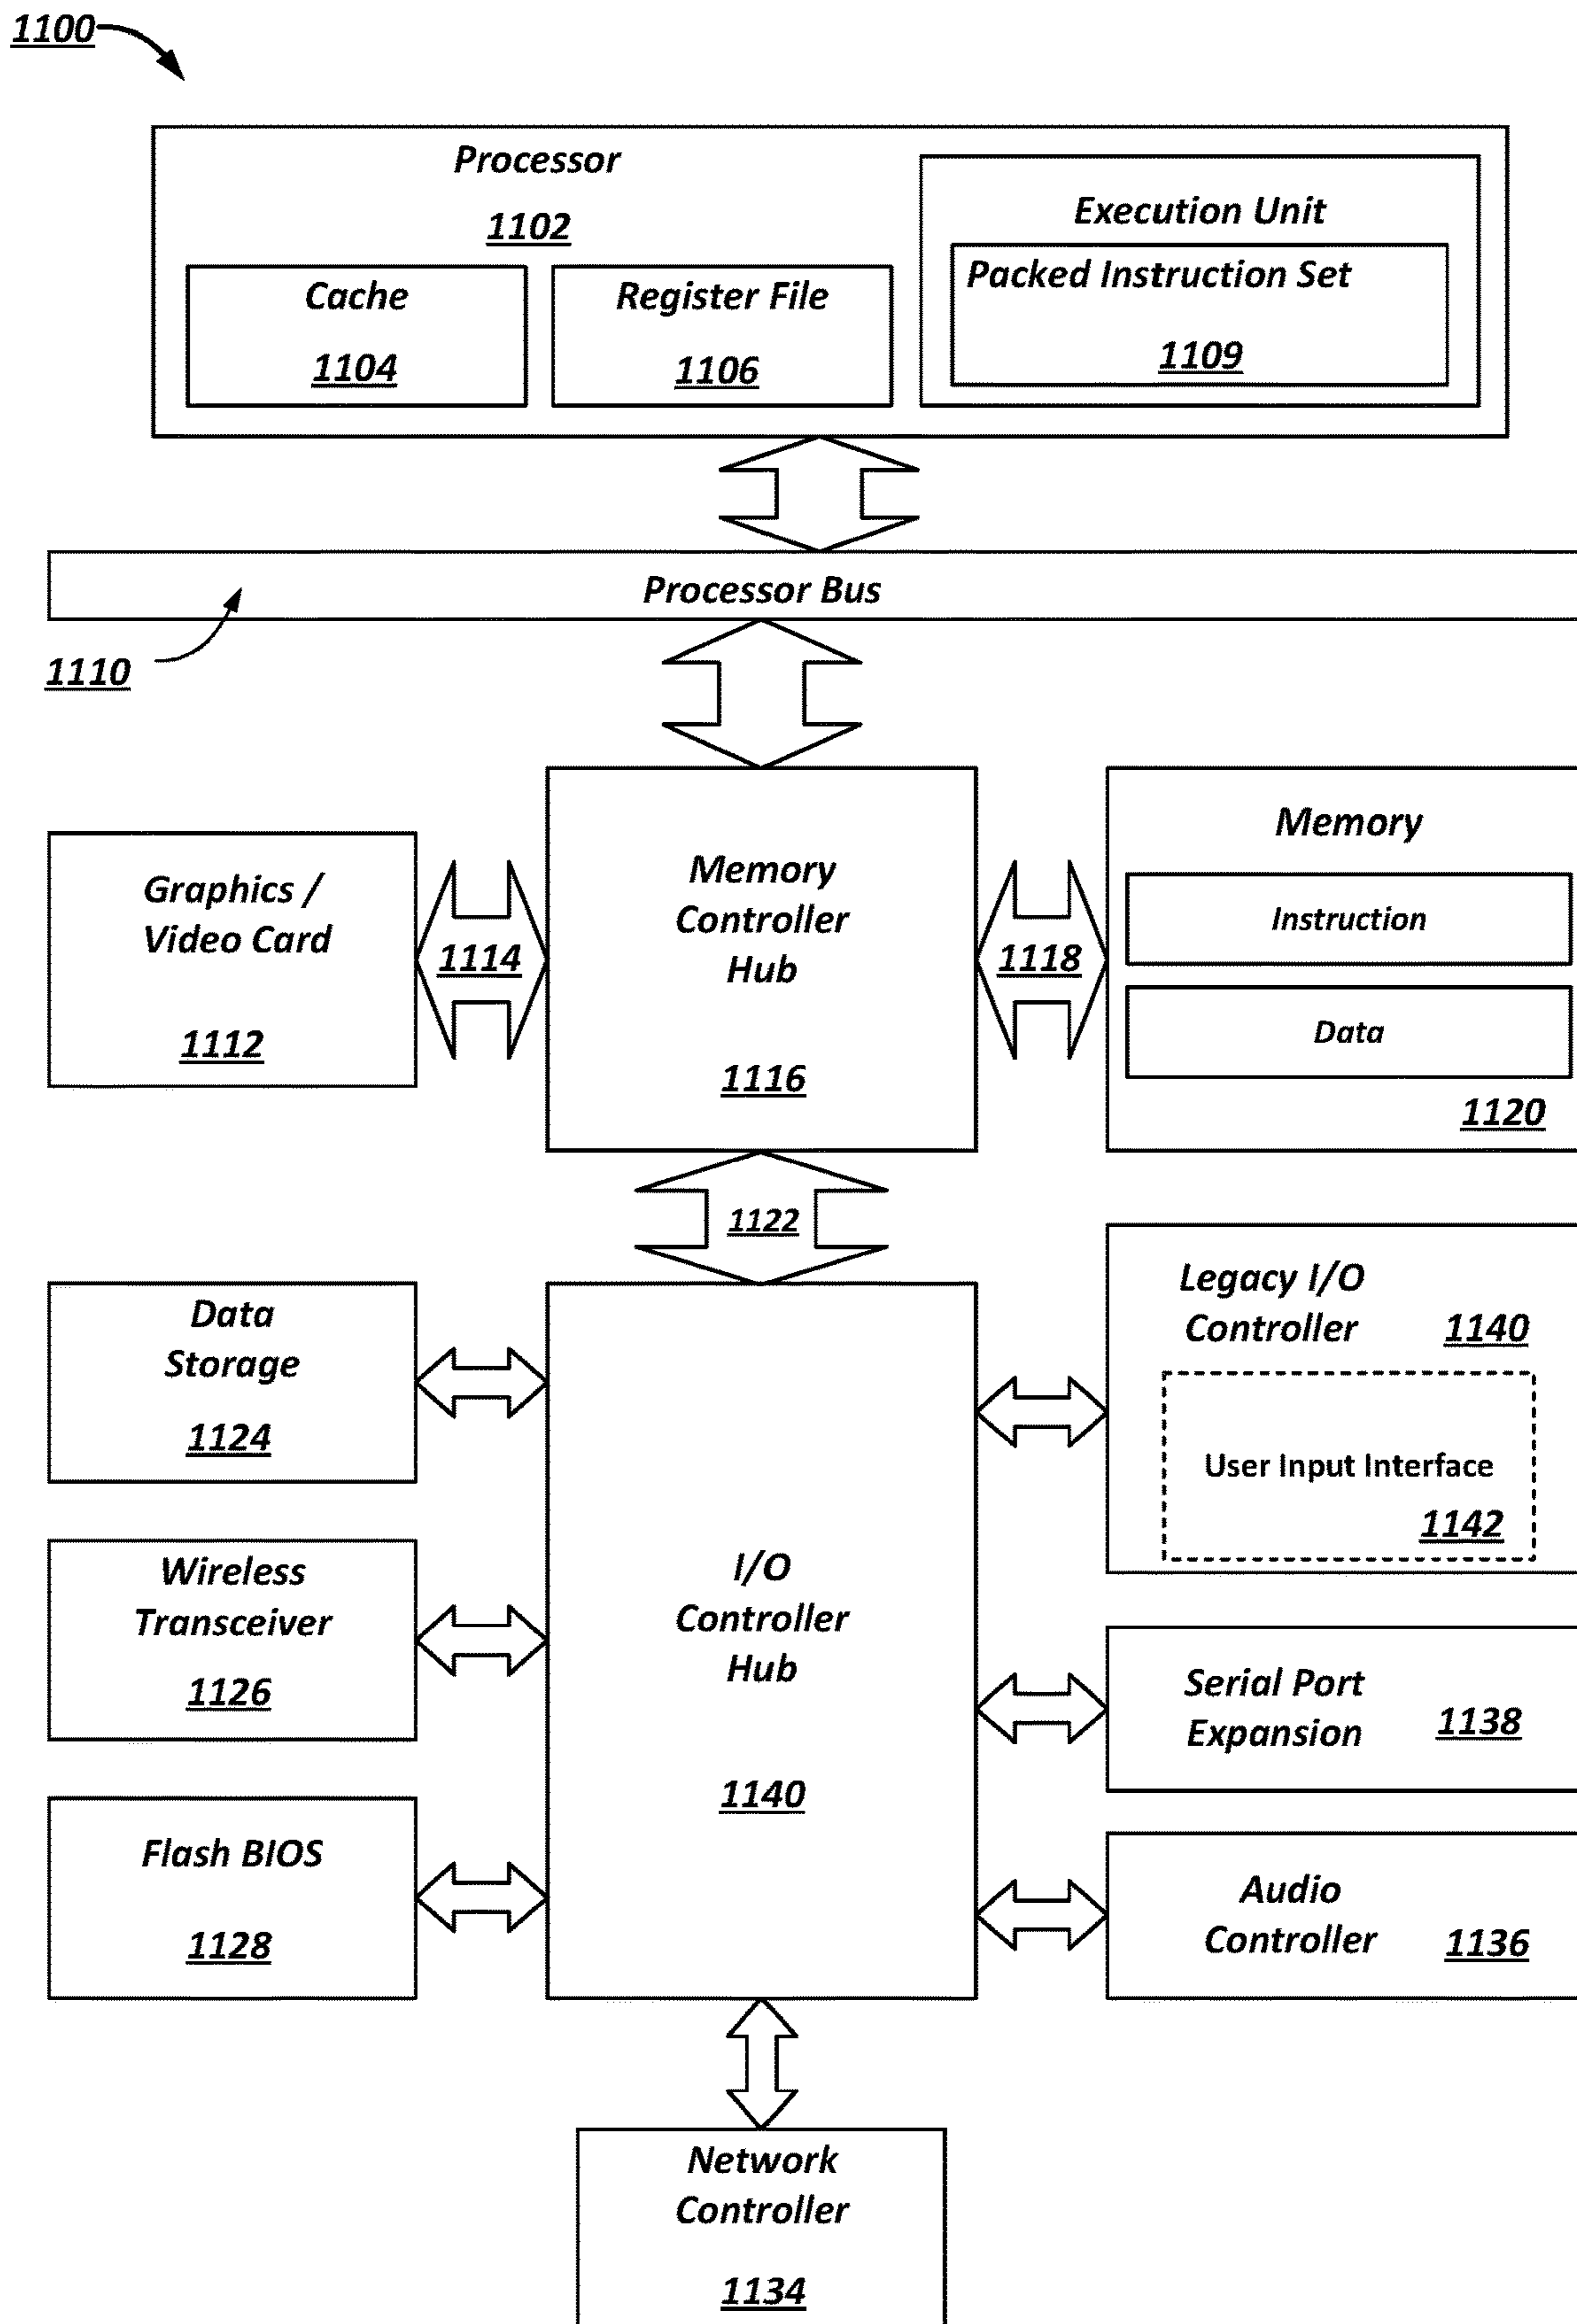 1100
Processor
1102
Execution Unit
Packed Instruction Set
1109
Cache
1104
Register File
1106
Processor Bus
1110
Graphics /
Video Card
1112
1114
Memory
Controller
Hub
1116
1118
Memory
Instruction
Data
1120
1122
Data
Storage
1124
Legacy I/O
Controller
1140
User Input Interface
1142
Wireless
Transceiver
1126
I/O
Controller
Hub
1140
Serial Port
Expansion
1138
Flash BIOS
1128
Audio
Controller
1136
Network
Controller
1134